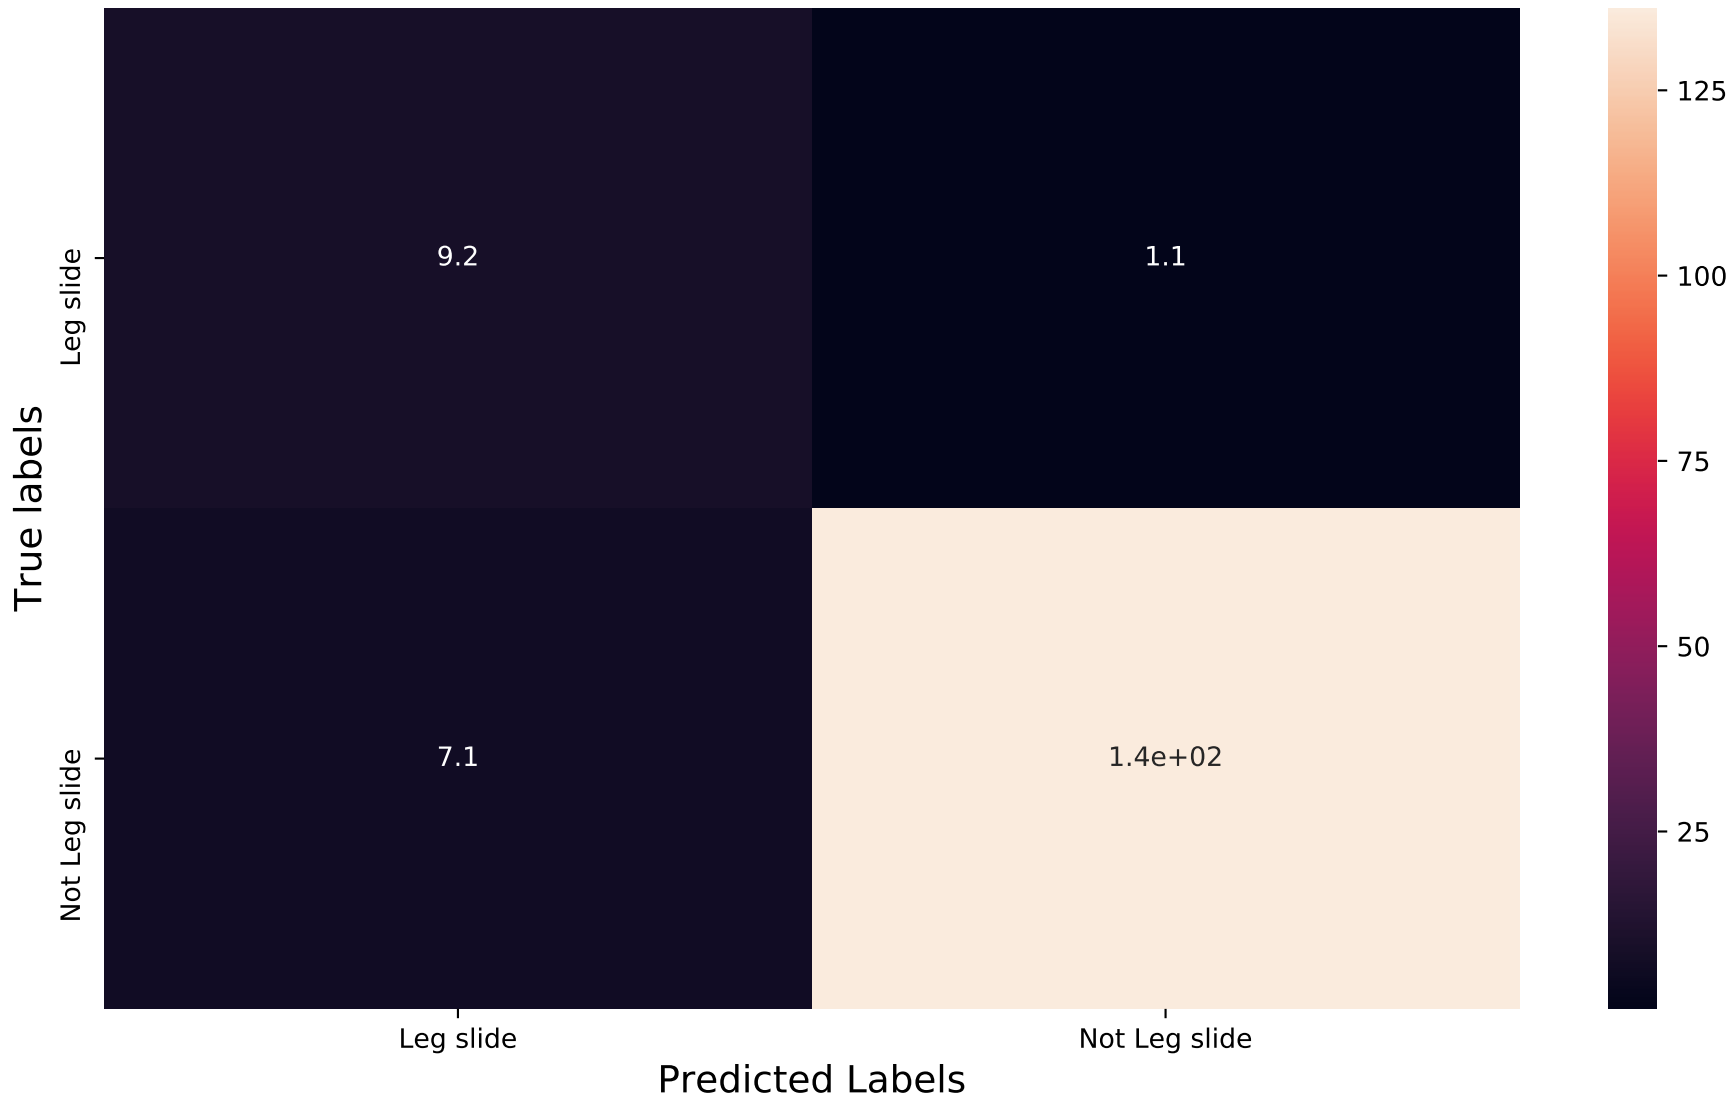 True labels
Leg slide
Not Leg slide
9.2
1.1
7.1
1.4e+02
Leg slide
Not Leg slide
Predicted Labels
125
100
75
50
25